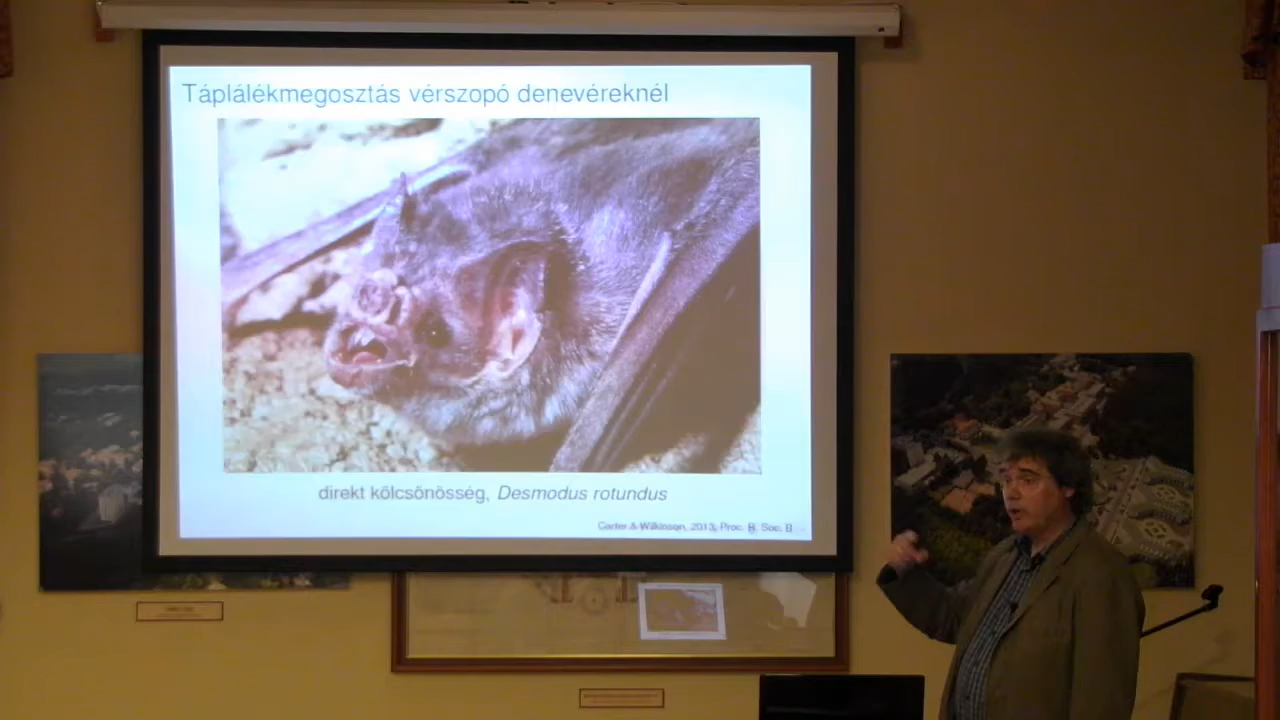 Táplálékmegosztás vérszopó denevéreknél
direkt kölcsönösség, Desmodus rotundus
Carter & Wilkinson, 2013, Proc. B. Soc. B